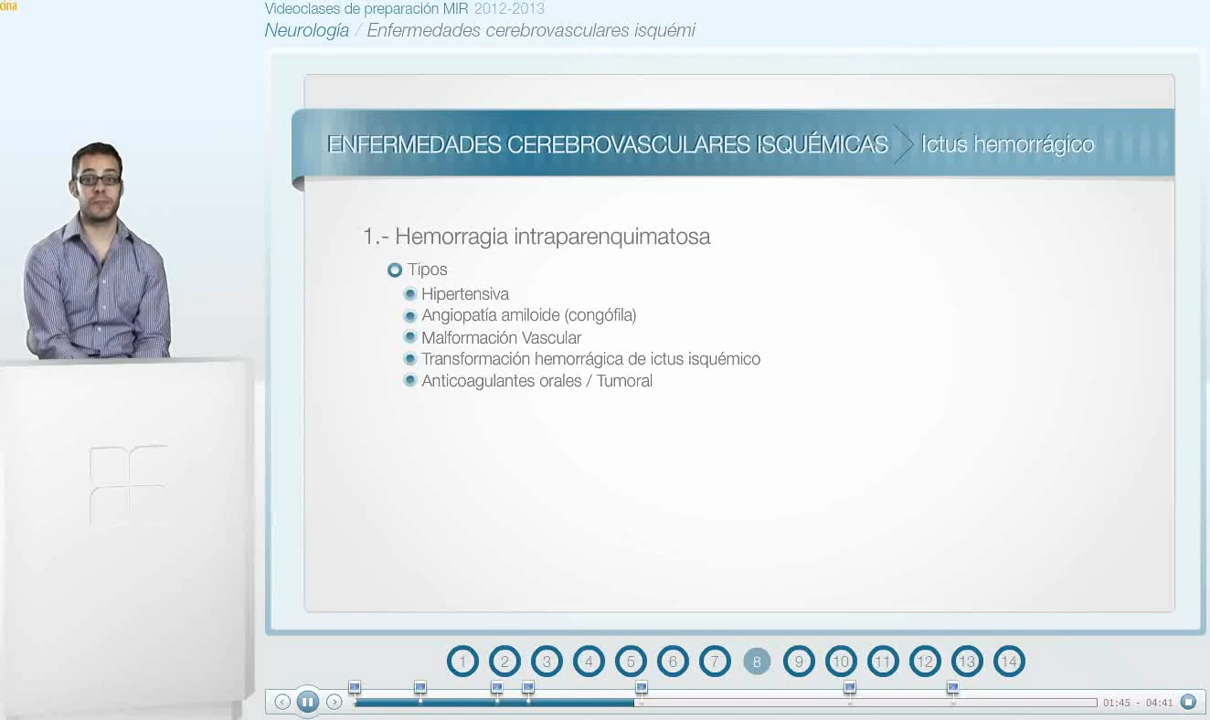 cina
Videoclases de preparación MIR 2012-2013
Neurología / Enfermedades cerebrovasculares isquémi
ENFERMEDADES CEREBROVASCULARES ISQUÉMICAS Ictus hemorrágico
1.- Hemorragia intraparenquimatosa
Tipos
Hipertensiva
Angiopatía amiloide (congófila)
Malformación Vascular
Transformación hemorrágica de ictus isquémico
Anticoagulantes orales / Tumoral
1 2 3 4 5 6 7 8 9 10 11 12 13 14
01:45 - 04:41